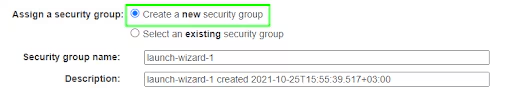 Assign a security group: Create a new security group
Select an existing security group
Security group name: launch-wizard-1
Description: launch-wizard-1 created 2021-10-25T15:55:39.517+03:00